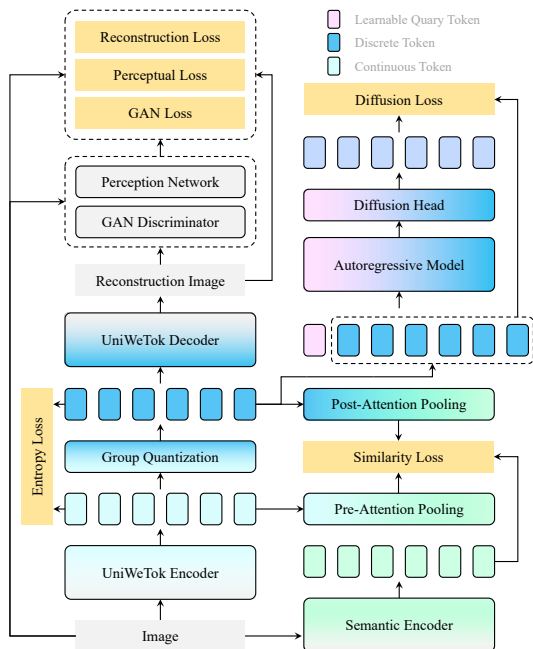 Learnable Quary Token
Discrete Token
Continuous Token
Reconstruction Loss
Perceptual Loss
GAN Loss
Perception Network
GAN Discriminator
Reconstruction Image
UniWeTok Decoder
Entropy Loss
Group Quantization
UniWeTok Encoder
Image
Diffusion Loss
Diffusion Head
Autoregressive Model
Post-Attention Pooling
Similarity Loss
Pre-Attention Pooling
Semantic Encoder